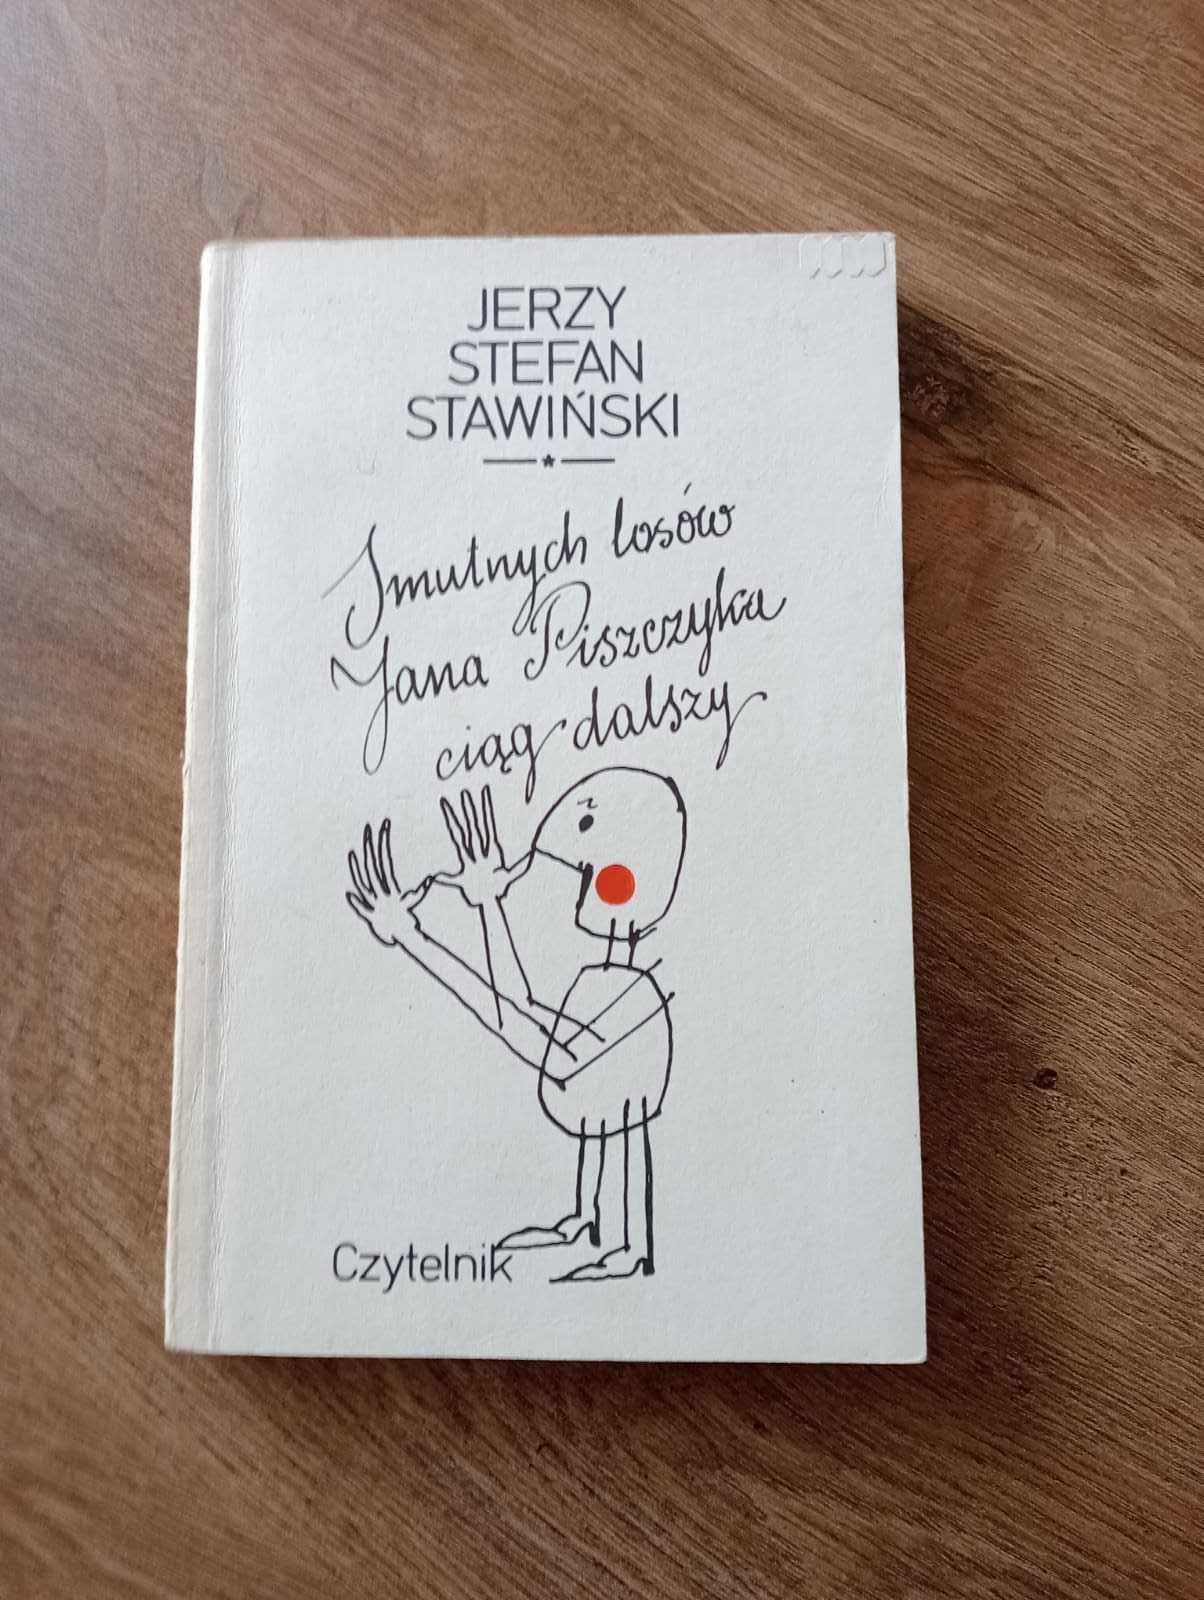 JERZY
STEFAN
STAWIŃSKI
Smutnych losów
Jana Piszczyka
ciąg dalszy
Czytelnik